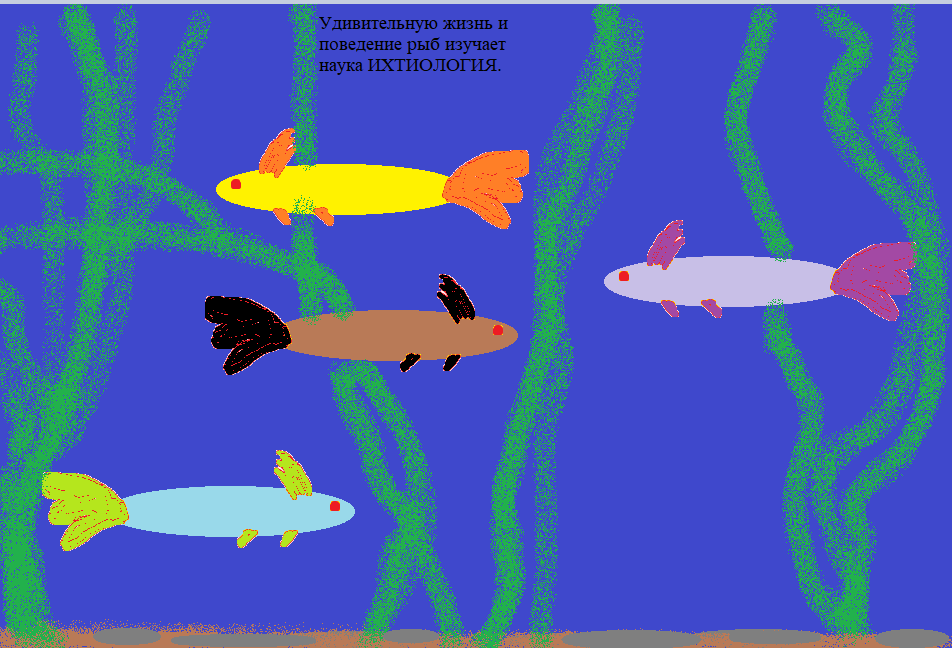 Удивительную жизнь и
поведение рыб изучает
наука ИХТИОЛОГИЯ.